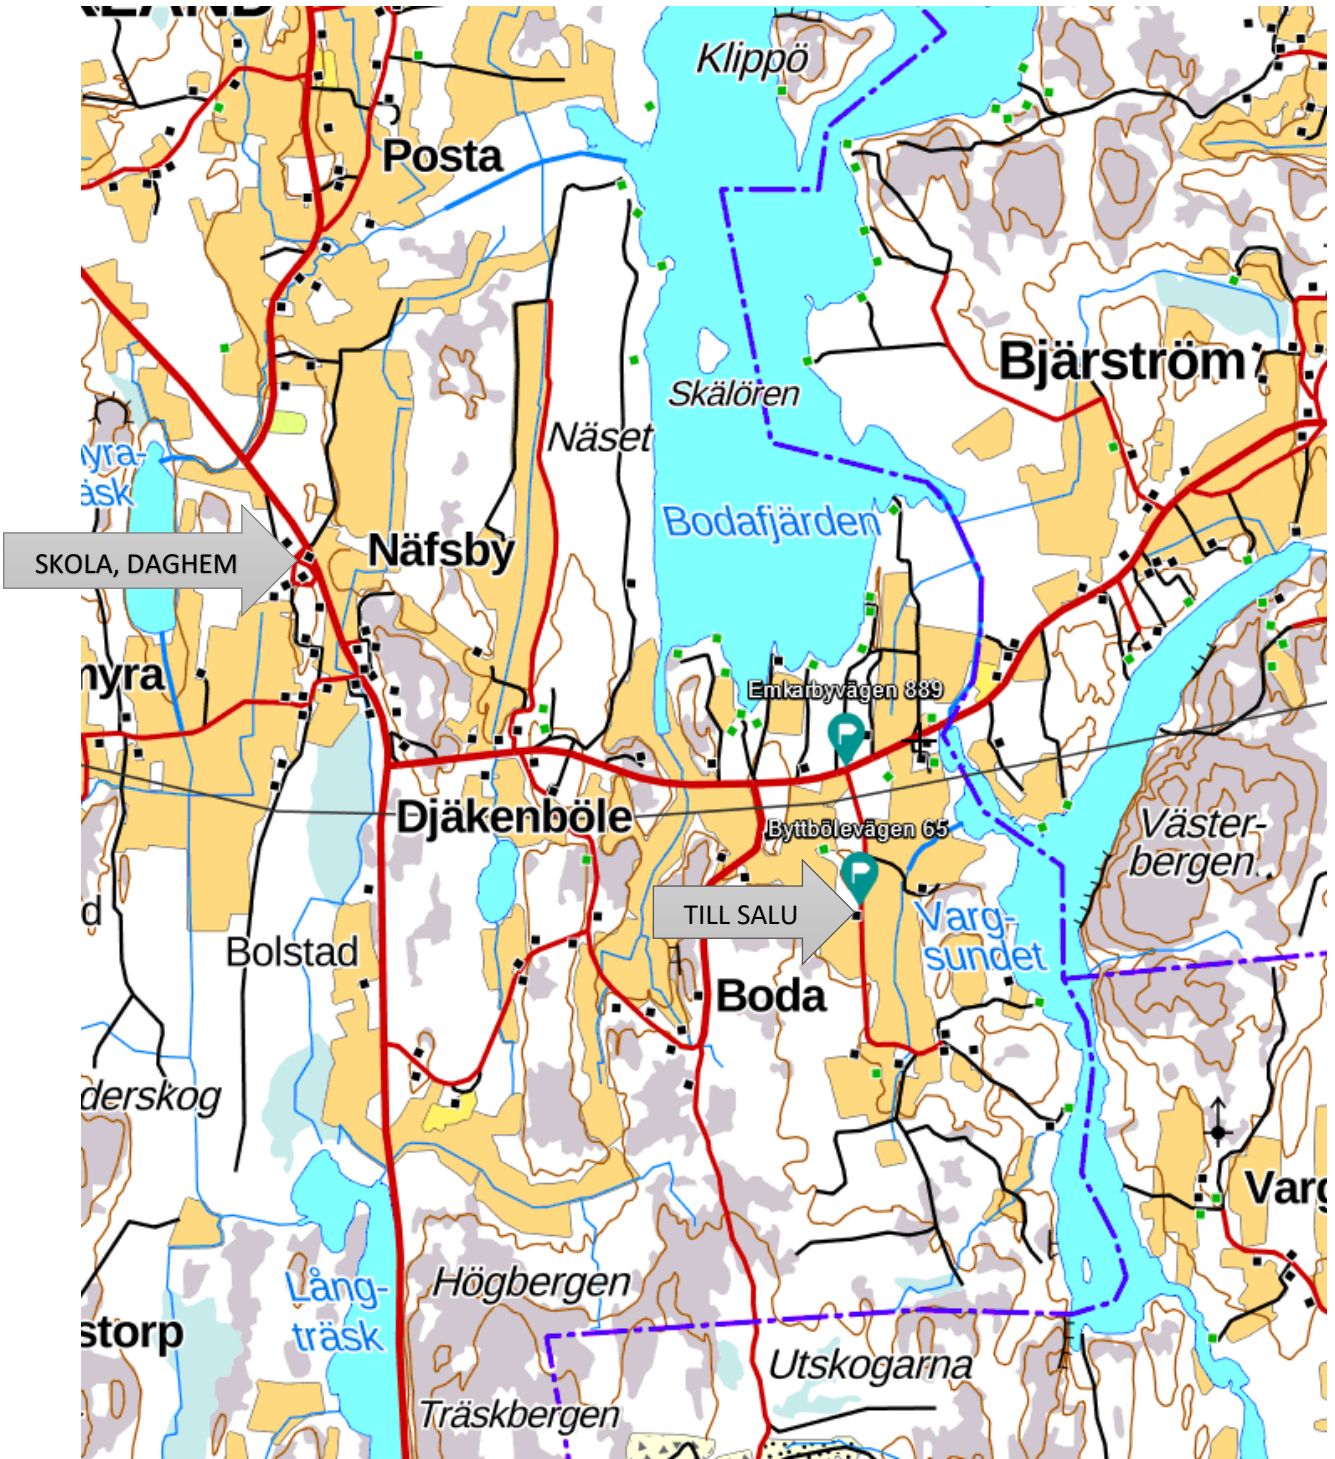 Klippö
Posta
Bjärström
Skälören
Näset
Bodafjärden
SKOLA, DAGHEM
Näfsby
Emkarbyvägen 889
Djäkenböle
Byttbölevägen 65
Väster-
bergen
TILL SALU
Varg-
sundet
Bolstad
Boda
derskog
Högbergen
Lång-
träsk
storp
Utskogarna
Träskbergen